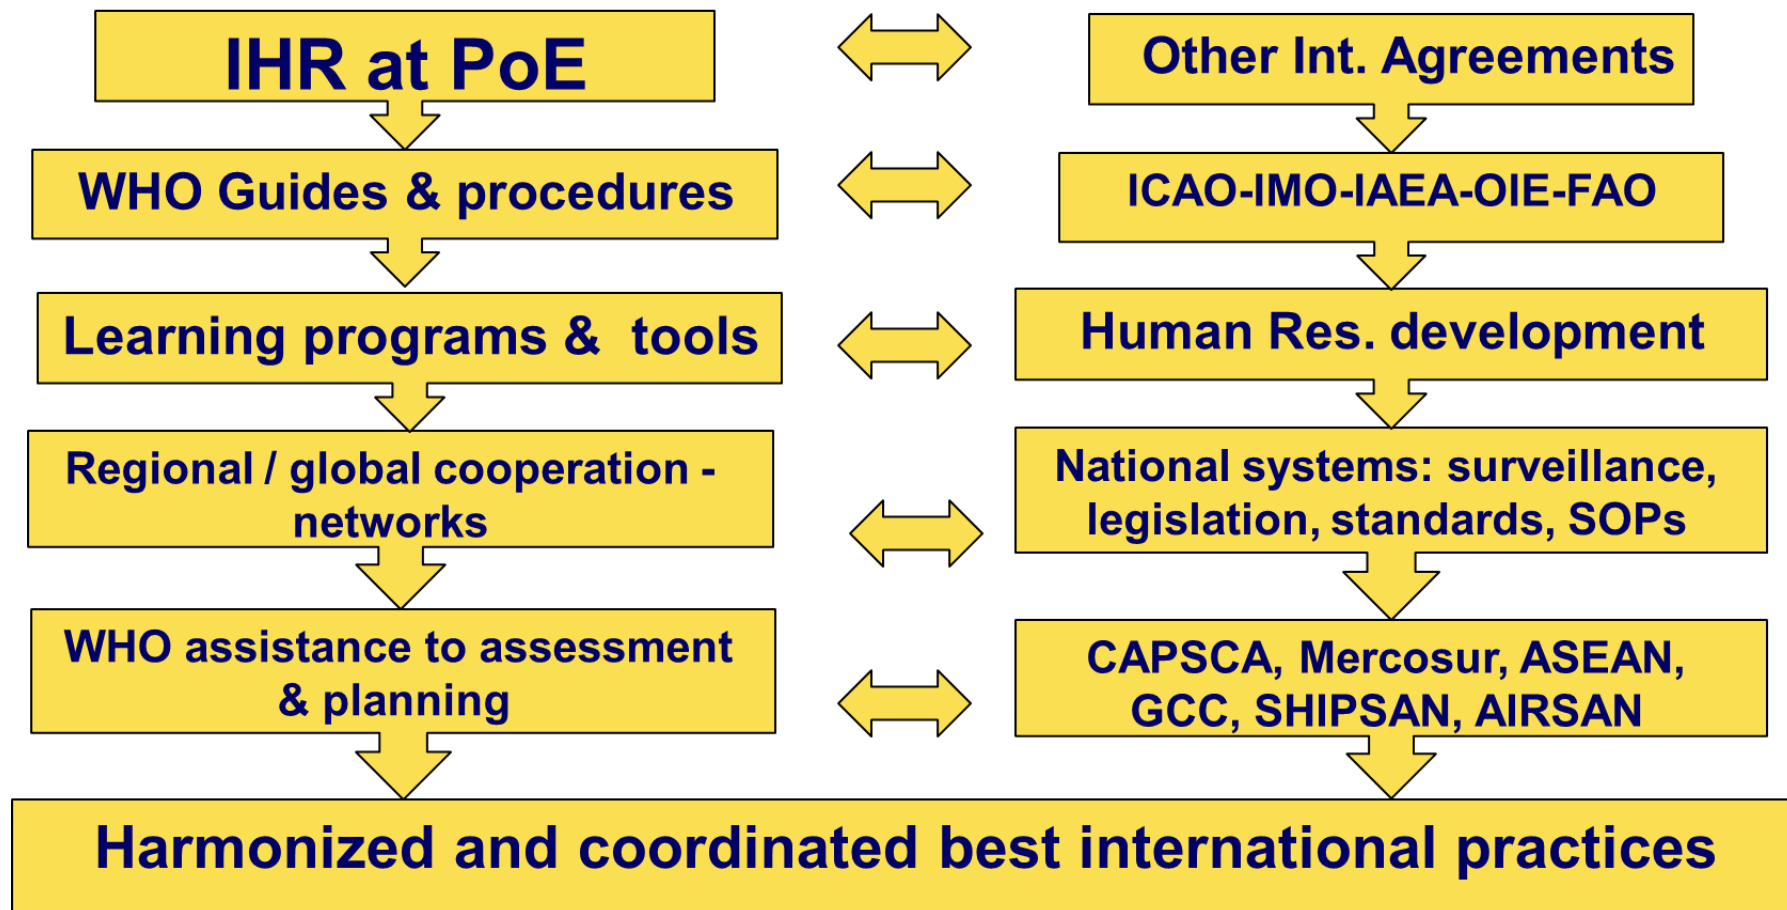 IHR at PoE
Other Int. Agreements
WHO Guides & procedures
ICAO-IMO-IAEA-OIE-FAO
Learning programs & tools
Human Res. development
Regional / global cooperation -
networks
National systems: surveillance,
legislation, standards, SOPs
WHO assistance to assessment
& planning
CAPSCA, Mercosur, ASEAN,
GCC, SHIPSAN, AIRSAN
Harmonized and coordinated best international practices